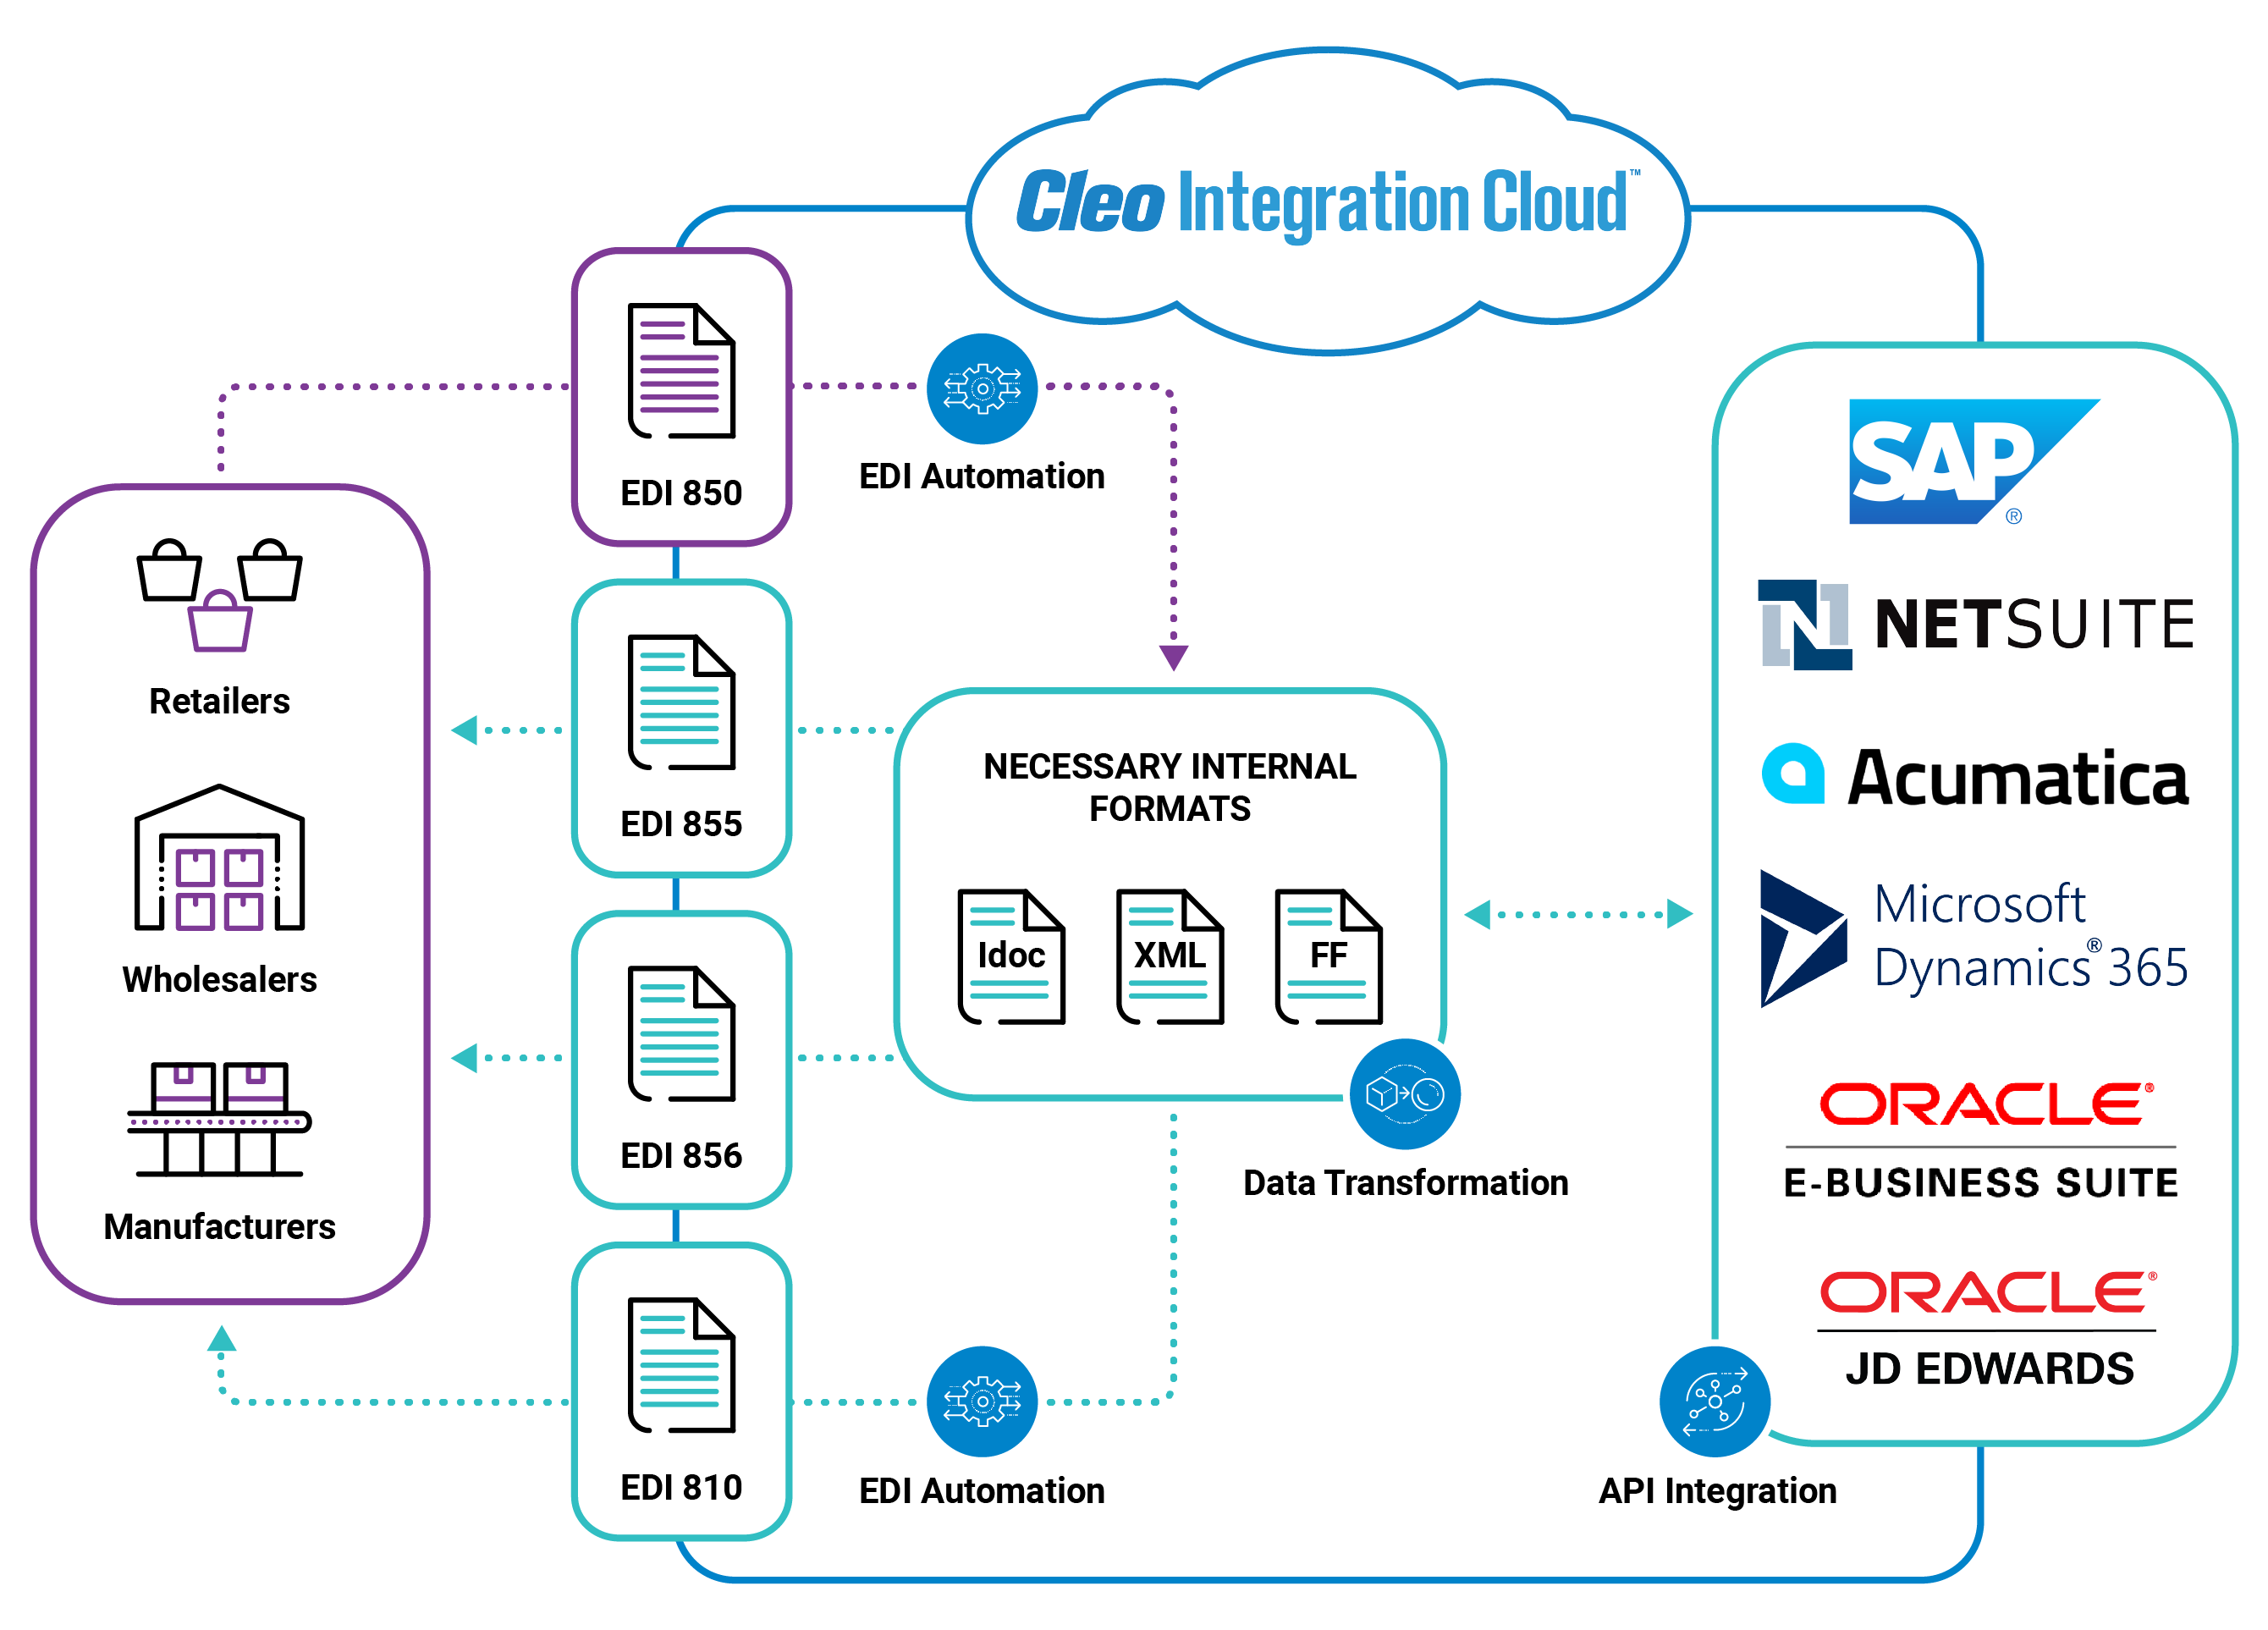 Cleo Integration Cloud™
EDI 850
EDI Automation
Retailers
Wholesalers
Manufacturers
EDI 855
EDI 856
EDI 810
EDI Automation
NECESSARY INTERNAL
FORMATS
Idoc
XML
FF
Data Transformation
SAP®
N NETSUITE
Acumatica
Microsoft
Dynamics® 365
ORACLE®
E-BUSINESS SUITE
ORACLE®
JD EDWARDS
API Integration